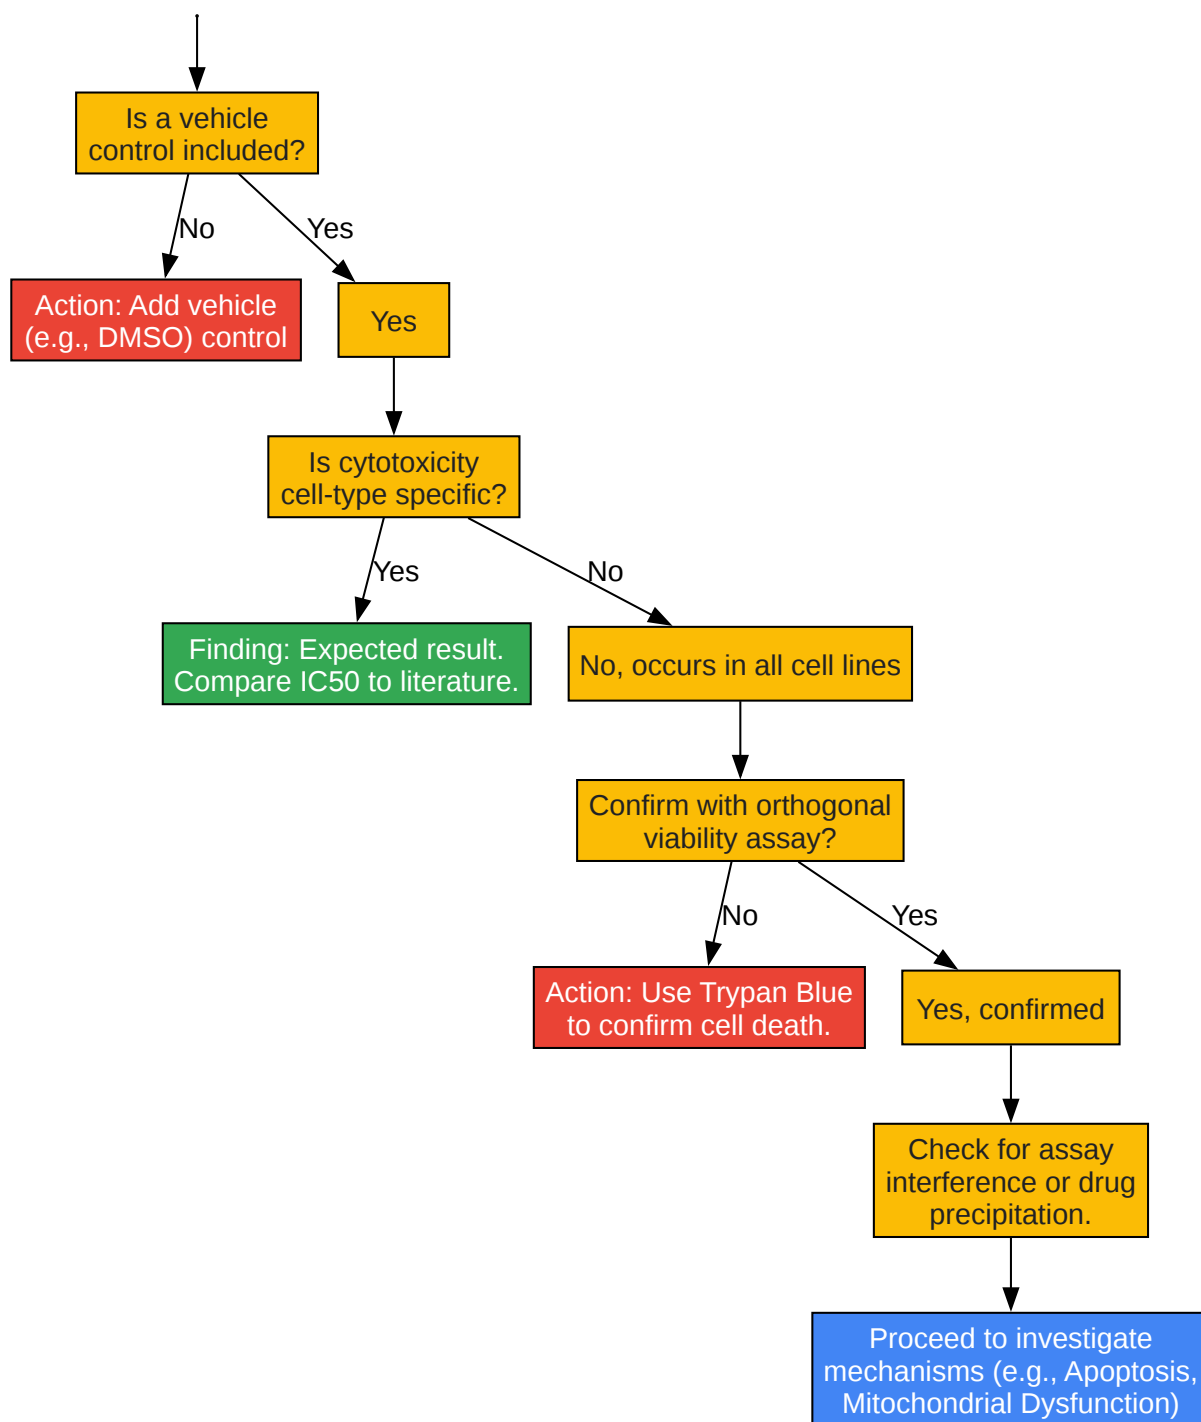 Is a vehicle
control included?
No
Yes
Action: Add vehicle
(e.g., DMSO) control
Yes
Is cytotoxicity
cell-type specific?
Yes
No
Finding: Expected result.
Compare IC50 to literature.
No, occurs in all cell lines
Confirm with orthogonal
viability assay?
No
Yes
Action: Use Trypan Blue
to confirm cell death.
Yes, confirmed
Check for assay
interference or drug
precipitation.
Proceed to investigate
mechanisms (e.g., Apoptosis,
Mitochondrial Dysfunction)